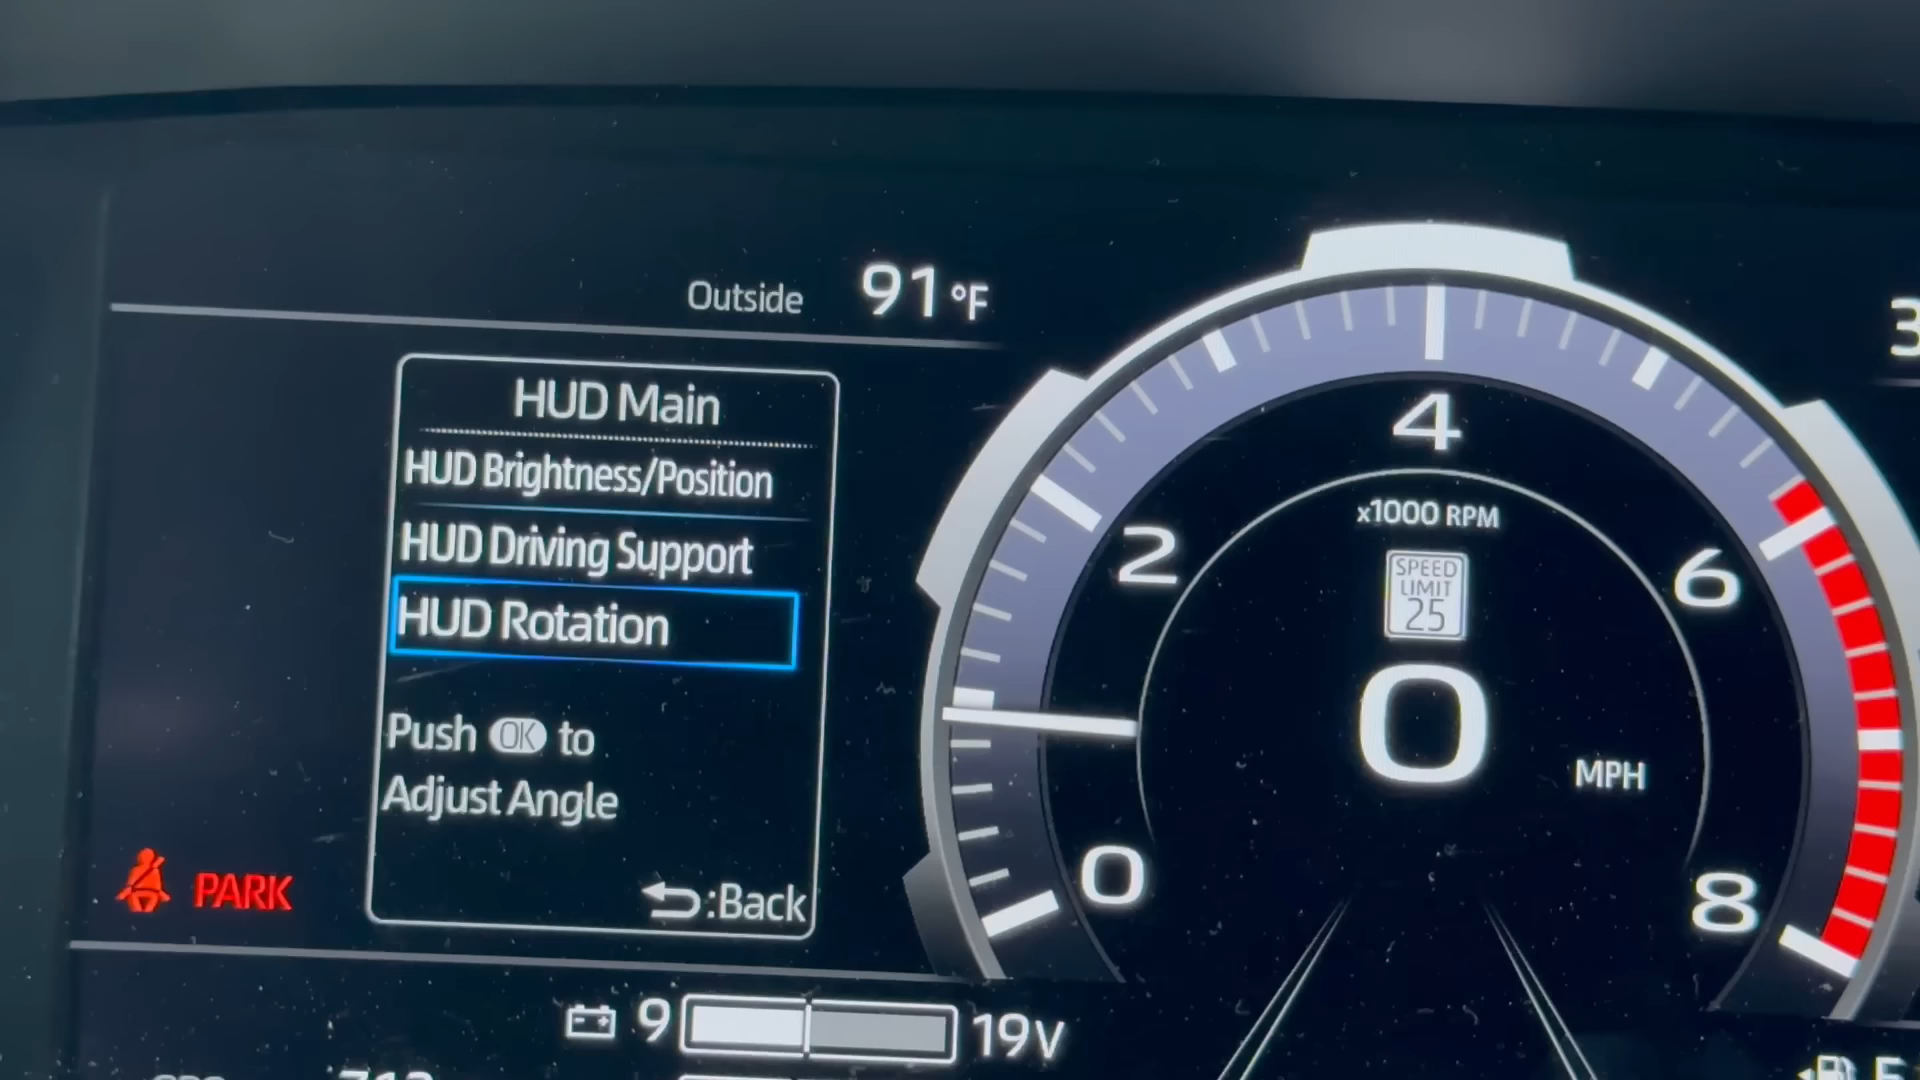 Outside 91°F
HUD Main
HUD Brightness/Position
HUD Driving Support
HUD Rotation
Push OK to
Adjust Angle
:Back
PARK
9 19V
4
x1000 RPM
2
6
SPEED
LIMIT
25
0
MPH
0
8
3